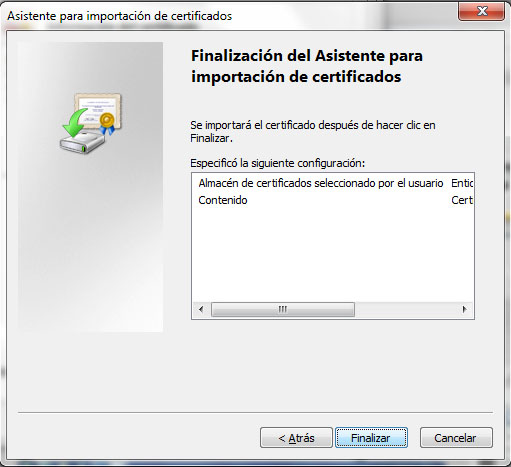 Asistente para importación de certificados
Finalización del Asistente para
importación de certificados
Se importará el certificado después de hacer clic en
Finalizar.
Especificó la siguiente configuración:
Almacén de certificados seleccionado por el usuario Entic
Contenido Certi
< Atrás Finalizar Cancelar